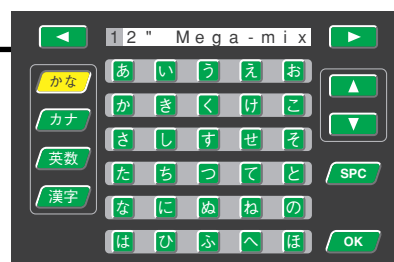 12" Mega-mix
かな あ い う え お
か き く け こ
カナ さ し す せ そ
英数 た ち つ て と SPC
漢字 な に ぬ ね の
は ひ ふ へ ほ OK